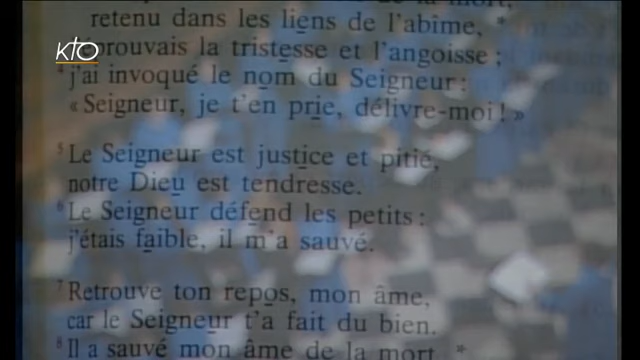 de la mort,
retenu dans les liens de l'abîme, *
j'éprouvais la tristesse et l'angoisse ;
KTO
4 j'ai invoqué le nom du Seigneur :
« Seigneur, je t'en prie, délivre-moi ! »
5 Le Seigneur est justice et pitié,
notre Dieu est tendresse.
6 Le Seigneur défend les petits :
j'étais faible, il m'a sauvé.
7 Retrouve ton repos, mon âme,
car le Seigneur t'a fait du bien.
8 Il a sauvé mon âme de la mort, *